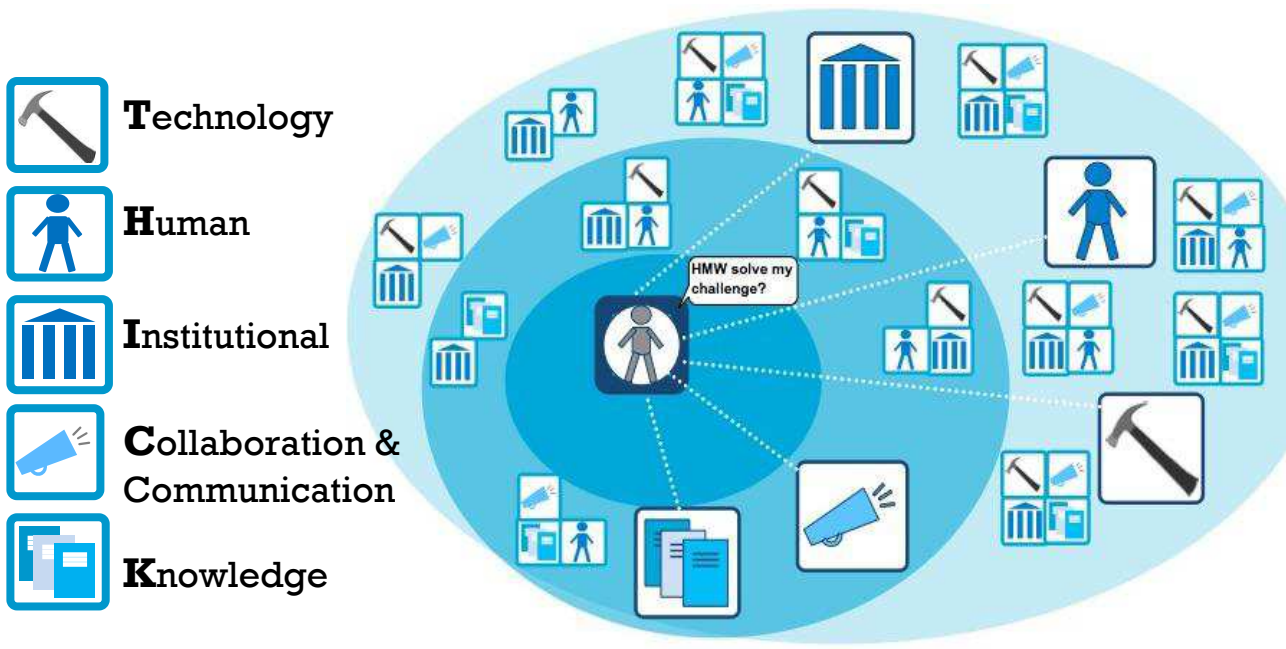 Technology
Human
Institutional
Collaboration &
Communication
Knowledge
HMW solve my
challenge?